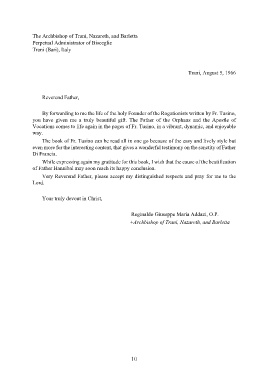 The Archbishop of Trani, Nazareth, and Barletta
Perpetual Administrator of Bisceglie
Trani (Bari), Italy
Trani, August 5, 1966
Reverend Father,
By forwarding to me the life of the holy Founder of the Rogationists written by Fr. Tusino,
you have given me a truly beautiful gift. The Father of the Orphans and the Apostle of
Vocations comes to life again in the pages of Fr. Tusino, in a vibrant, dynamic, and enjoyable
way.
The book of Fr. Tusino can be read all in one go because of the easy and lively style but
even more for the interesting content, that gives a wonderful testimony on the sanctity of Father
Di Francia.
While expressing again my gratitude for this book, I wish that the cause of the beatification
of Father Hannibal may soon reach its happy conclusion.
Very Reverend Father, please accept my distinguished respects and pray for me to the
Lord.
Your truly devout in Christ,
Reginaldo Giuseppe Maria Addazi, O.P.
+Archbishop of Trani, Nazareth, and Barletta
10